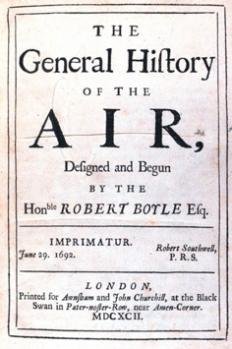 THE
General Hiſtory
OF THE
AIR,
Deſigned and Begun
BY THE
Honble ROBERT BOYLE Eſq.
IMPRIMATUR.
June 29. 1692.
Robert Southwell,
P. R. S.
LONDON,
Printed for Awnſham and John Churchill, at the Black
Swan in Pater-noſter-Row, near Amen-Corner.
MDCXCII.